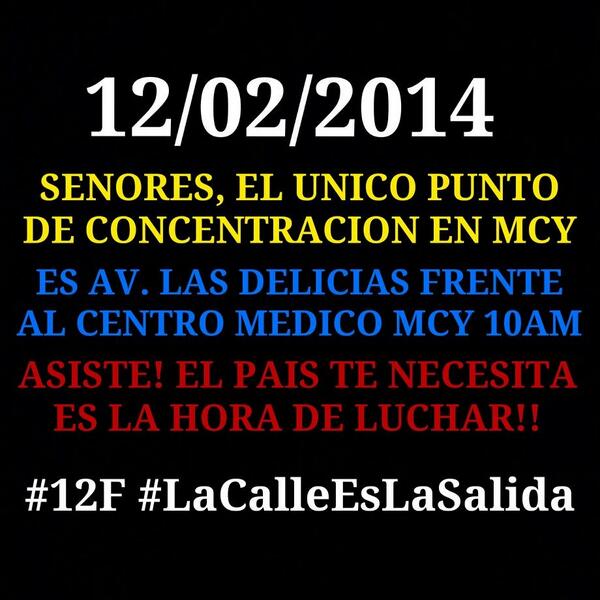 12/02/2014
SENORES, EL UNICO PUNTO
DE CONCENTRACION EN MCY
ES AV. LAS DELICIAS FRENTE
AL CENTRO MEDICO MCY 10AM
ASISTE! EL PAIS TE NECESITA
ES LA HORA DE LUCHAR!!
#12F #LaCalleEsLaSalida